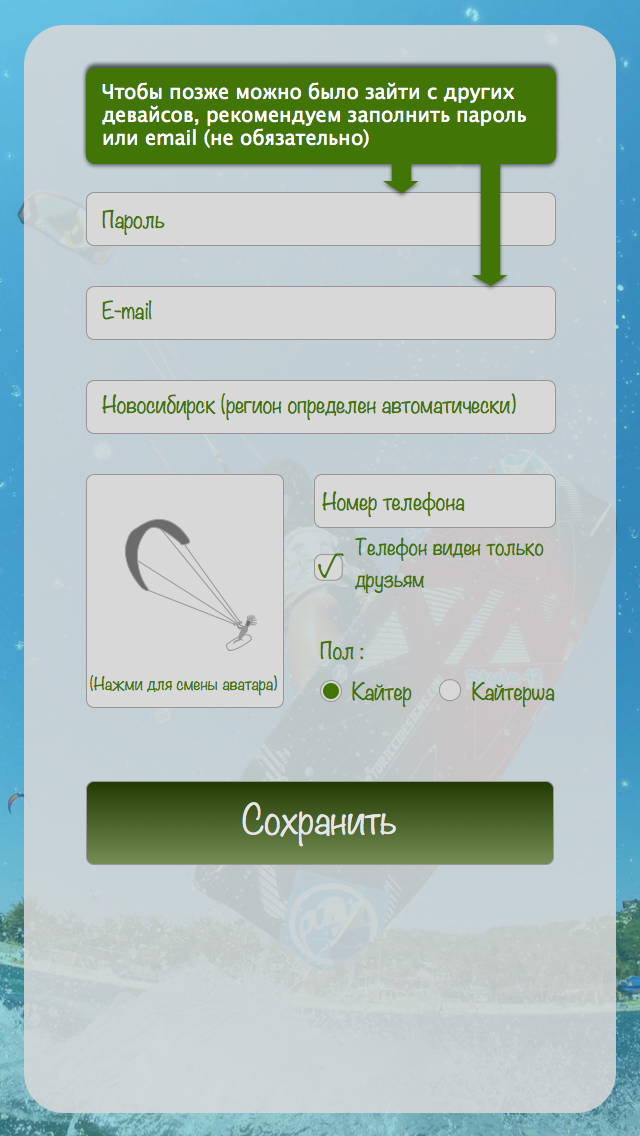 Чтобы позже можно было зайти с других
девайсов, рекомендуем заполнить пароль
или email (не обязательно)
Пароль
E-mail
Новосибирск (регион определен автоматически)
Номер телефона
Телефон виден только
друзьям
Пол :
(Нажми для смены аватара)
Кайтер
Кайтерша
Сохранить